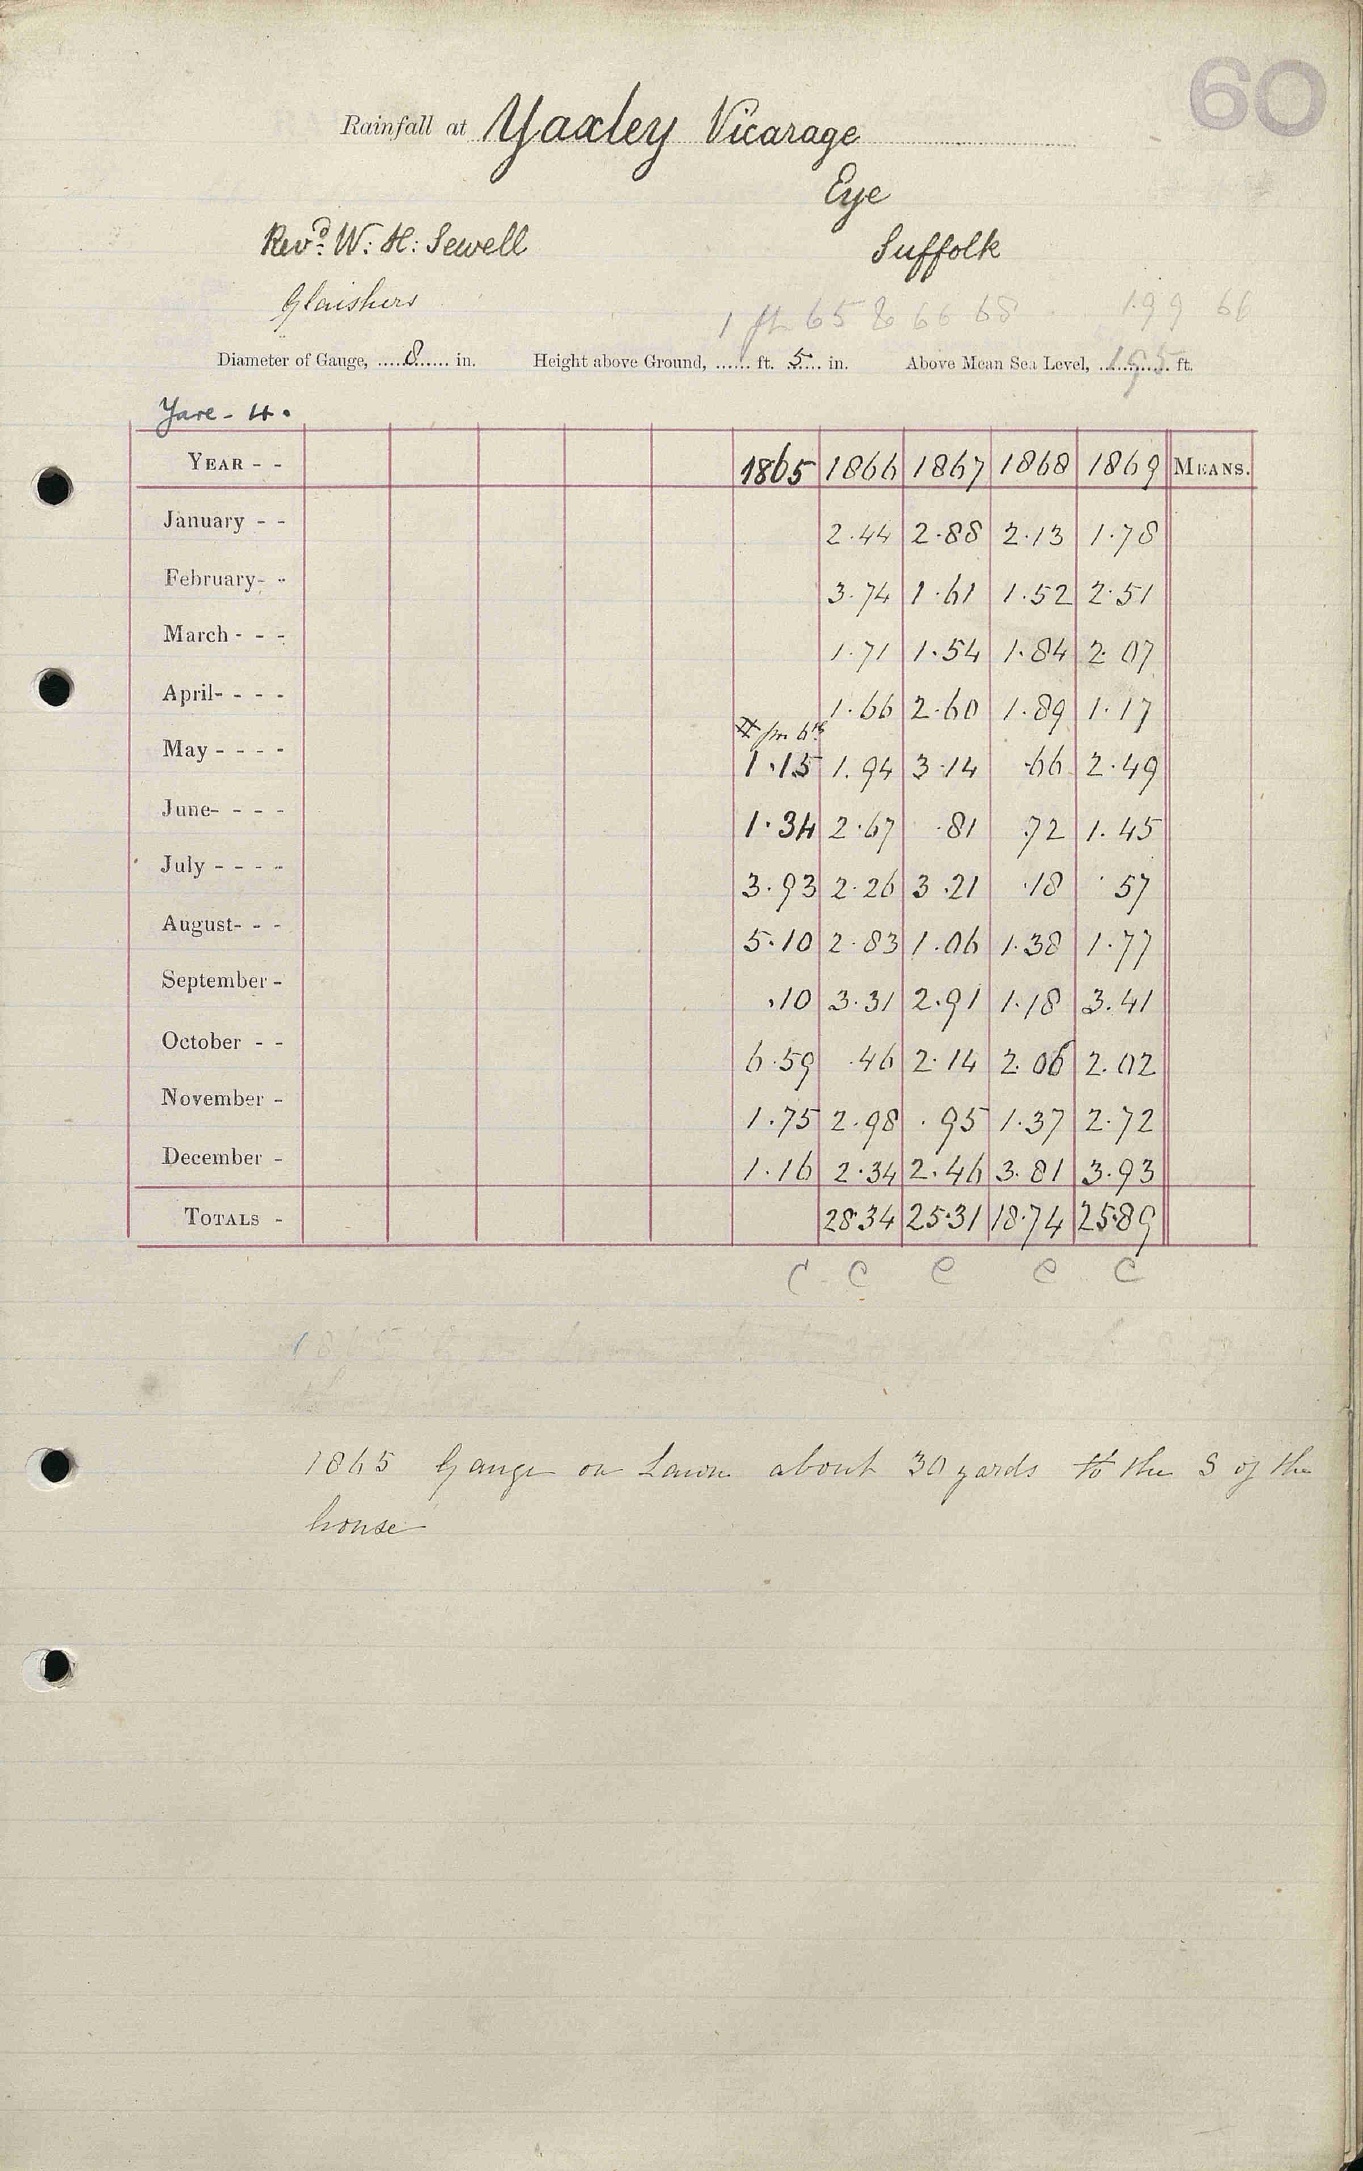 60
Rainfall at Yaxley Vicarage
Eye
Revd: W: H: Sewell Suffolk
Glaishers
1 ft 65 & 66 68 199 66
Diameter of Gauge, 8 in. Height above Ground, ft. 5 in. Above Mean Sea Level, 195 ft.
Yare - 4.
YEAR - - 1865 1866 1867 1868 1869 MEANS.
January - - 2.44 2.88 2.13 1.78
February- - 3.74 1.61 1.52 2.51
March - - - 1.71 1.54 1.84 2.07
April- - - - 1.66 2.60 1.89 1.17
fm 6th
May - - - - 1.15 1.94 3.14 .66 2.49
June- - - - 1.34 2.67 .81 .72 1.45
July - - - - 3.93 2.26 3.21 .18 .57
August- - - 5.10 2.83 1.06 1.38 1.77
September - .10 3.31 2.91 1.18 3.41
October - - 6.59 .46 2.14 2.06 2.02
November - 1.75 2.98 .95 1.37 2.72
December - 1.16 2.34 2.46 3.81 3.93
TOTALS - 28.34 25.31 18.74 25.89
C C C C C
1865 Gauge on Lawn about 30 yards to the S of the
house